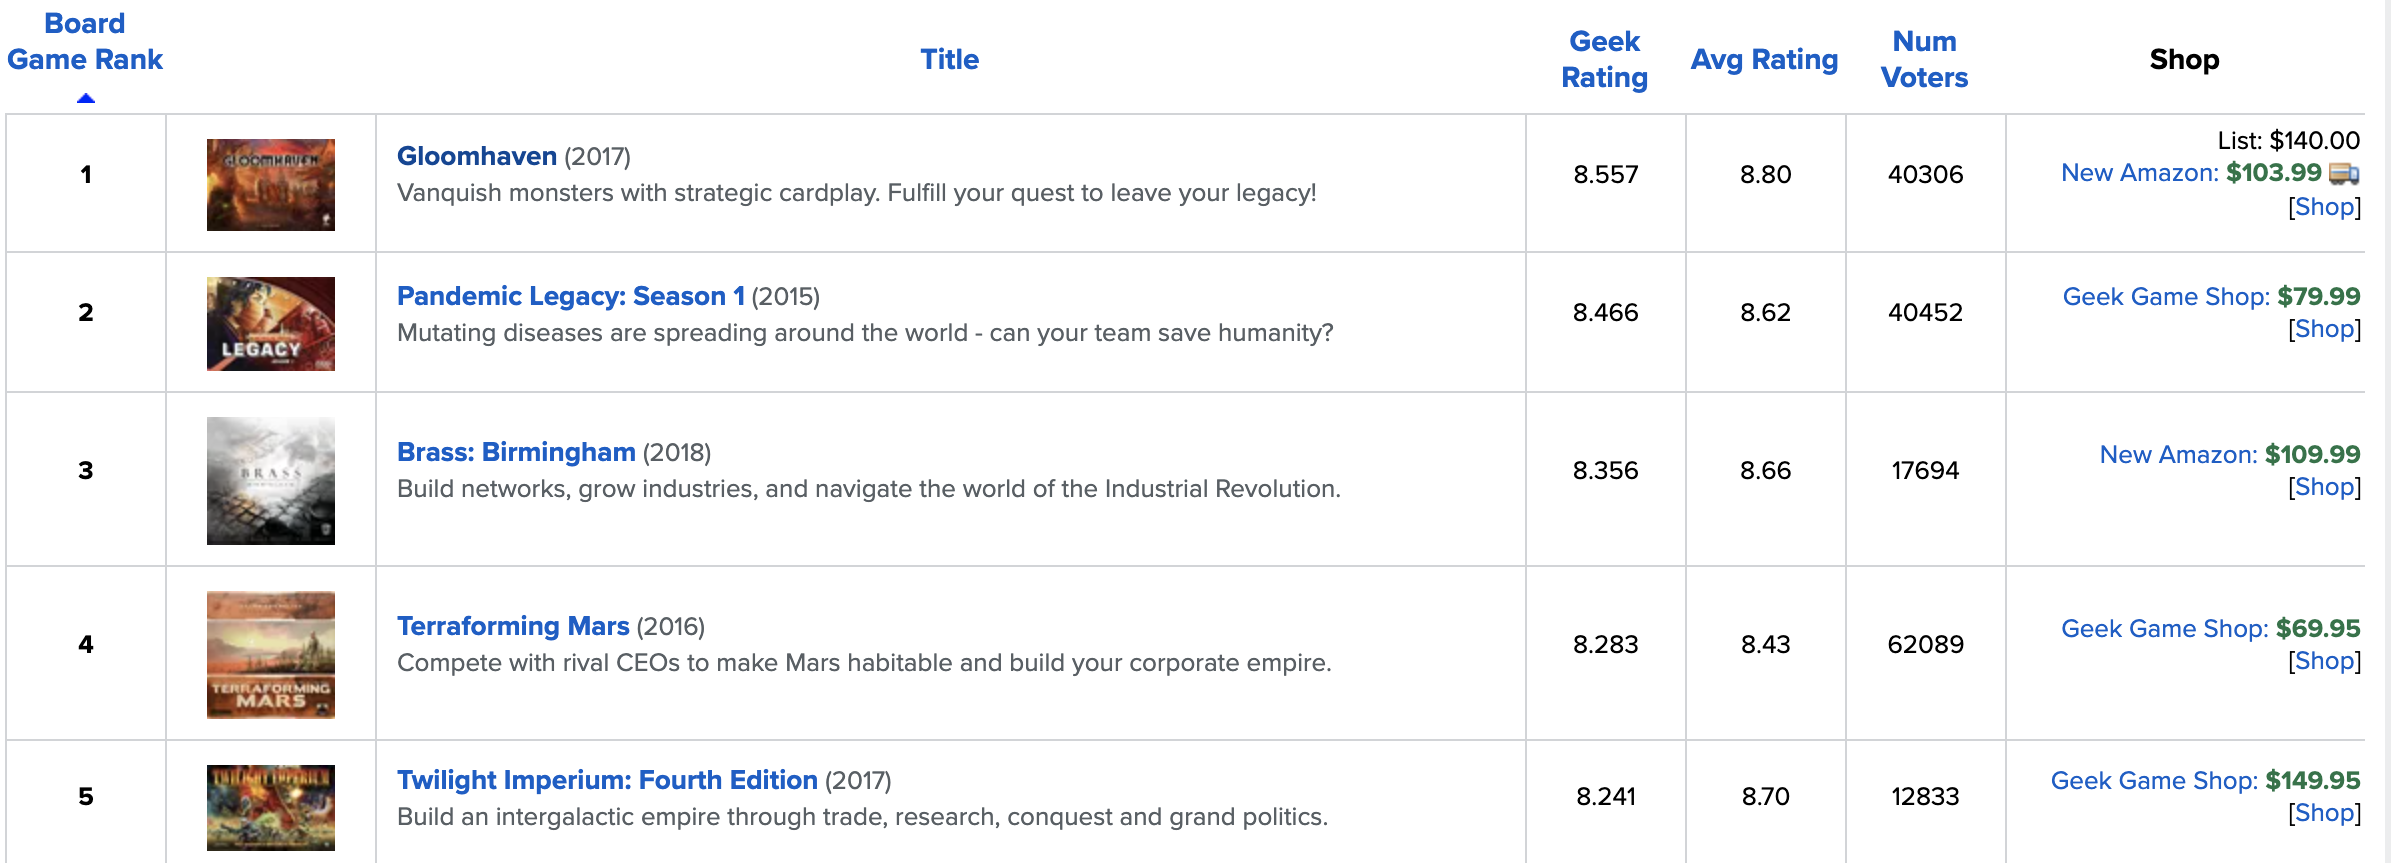 Board
Game Rank
Title
Geek
Rating
Avg Rating
Num
Voters
Shop
1
GLOOMHAVEN
Gloomhaven (2017)
Vanquish monsters with strategic cardplay. Fulfill your quest to leave your legacy!
8.557
8.80
40306
List: $140.00
New Amazon: $103.99
[Shop]
2
LEGACY
Pandemic Legacy: Season 1 (2015)
Mutating diseases are spreading around the world - can your team save humanity?
8.466
8.62
40452
Geek Game Shop: $79.99
[Shop]
3
BRASS
Brass: Birmingham (2018)
Build networks, grow industries, and navigate the world of the Industrial Revolution.
8.356
8.66
17694
New Amazon: $109.99
[Shop]
4
TERRAFORMING
MARS
Terraforming Mars (2016)
Compete with rival CEOs to make Mars habitable and build your corporate empire.
8.283
8.43
62089
Geek Game Shop: $69.95
[Shop]
5
TWILIGHT IMPERIUM
Twilight Imperium: Fourth Edition (2017)
Build an intergalactic empire through trade, research, conquest and grand politics.
8.241
8.70
12833
Geek Game Shop: $149.95
[Shop]